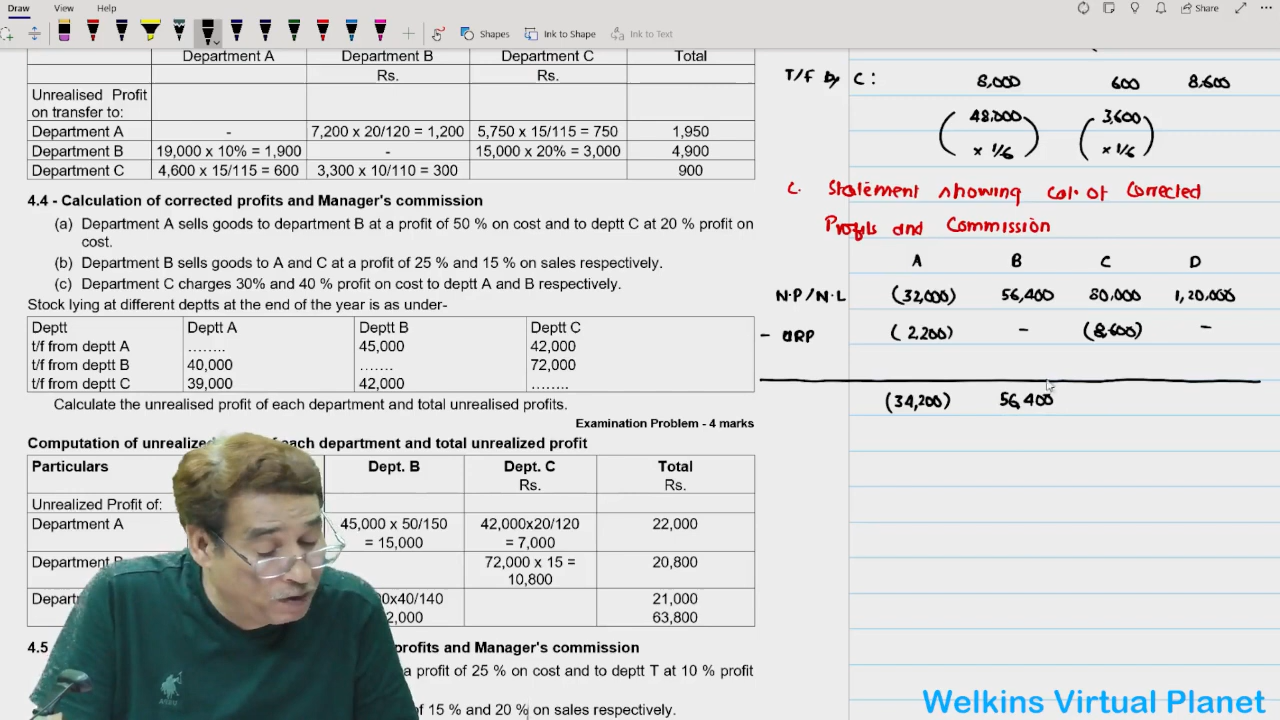 Draw View Help
Shapes Ink to Shape Ink to Text Share
Department A Department B Department C Total
Rs. Rs.
Unrealised Profit
on transfer to:
Department A - 7,200 x 20/120 = 1,200 5,750 x 15/115 = 750 1,950
Department B 19,000 x 10% = 1,900 - 15,000 x 20% = 3,000 4,900
Department C 4,600 x 15/115 = 600 3,300 x 10/110 = 300 900
4.4 - Calculation of corrected profits and Manager's commission
(a) Department A sells goods to department B at a profit of 50 % on cost and to deptt C at 20 % profit on
cost.
(b) Department B sells goods to A and C at a profit of 25 % and 15 % on sales respectively.
(c) Department C charges 30% and 40 % profit on cost to deptt A and B respectively.
Stock lying at different deptts at the end of the year is as under-
Deptt Deptt A Deptt B Deptt C
t/f from deptt A …….. 45,000 42,000
t/f from deptt B 40,000 ……. 72,000
t/f from deptt C 39,000 42,000 ……..
Calculate the unrealised profit of each department and total unrealised profits.
Examination Problem - 4 marks
Computation of unrealized of each department and total unrealized profit
Particulars Dept. B Dept. C Total
Rs. Rs.
Unrealized Profit of:
Department A 45,000 x 50/150 42,000x20/120 22,000
= 15,000 = 7,000
Department 72,000 x 15 = 20,800
10,800
Depart x40/140 21,000
2,000 63,800
4.5 profits and Manager's commission
a profit of 25 % on cost and to deptt T at 10 % profit
of 15 % and 20 % on sales respectively.
T/f by C : 8,000 600 8,600
(48,000 x 1/6) (3,600 x 1/6)
C. Statement showing cal. of Corrected
Profits and Commission
A B C D
N.P/N.L (32,000) 56,400 80,000 1,20,000
- URP (2,200) - (8,600) -
(34,200) 56,400
Welkins Virtual Planet